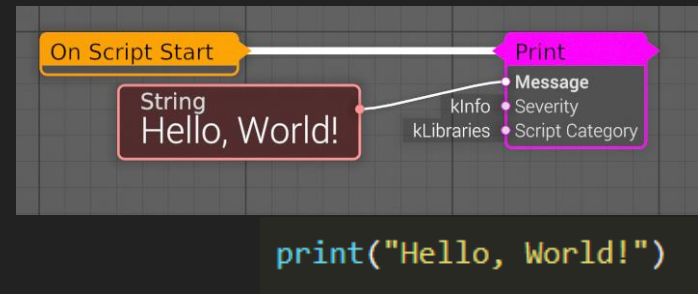 On Script Start
Print
Message
String
Hello, World!
kInfo Severity
kLibraries Script Category
print("Hello, World!")